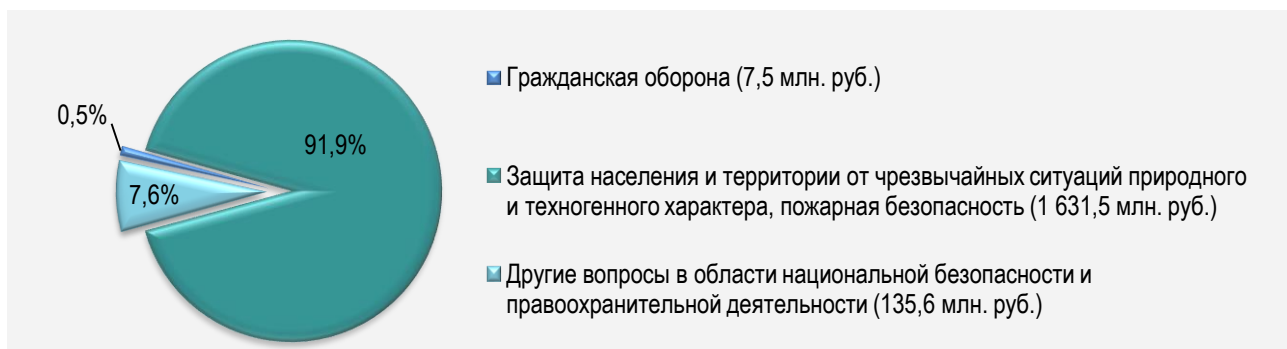 0,5%
91,9%
7,6%
Гражданская оборона (7,5 млн. руб.)
Защита населения и территории от чрезвычайных ситуаций природного
и техногенного характера, пожарная безопасность (1 631,5 млн. руб.)
Другие вопросы в области национальной безопасности и
правоохранительной деятельности (135,6 млн. руб.)